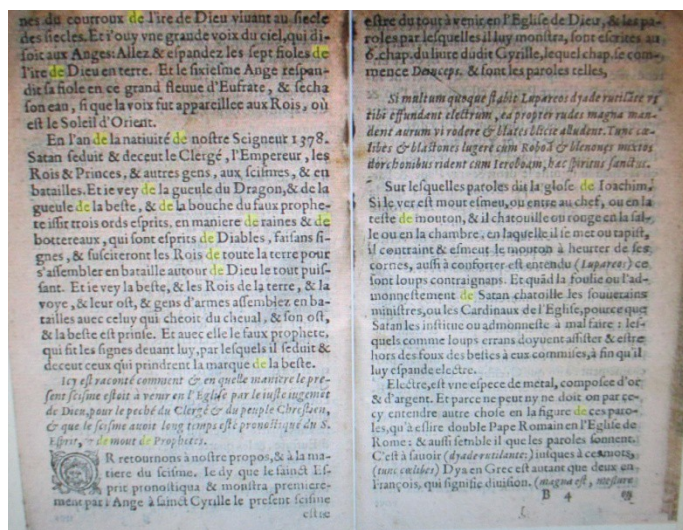 nes du courroux de l'ire de Dieu viuant au siecle
des siecles. Et i'ouy vne grande voix du ciel, qui di-
soit aux Anges: Allez & espandez les sept fioles de
l'ire de Dieu en terre. Et le sixiesme Ange respan-
dit sa fiole en ce grand fleuue d'Eufrate, & secha
son eau, si que la voix fut appareillee aux Rois, où
est le Soleil d'Orient.
En l'an de la natiuité de nostre Seigneur 1378.
Satan seduit & deceut le Clergé, l'Empereur, les
Rois & Princes, & autres gens, aux scismes, & en
batailles. Et ie vey de la gueule du Dragon, & de la
gueule de la beste, & de la bouche du faux prophe-
te issir trois ords esprits, en maniere de raines & de
bottereaux, qui sont esprits de Diables, faisans si-
gnes, & susciteront les Rois de toute la terre pour
s'assembler en bataille autour de Dieu le tout puis-
sant. Et ie vey la beste, & les Rois de la terre, & la
voye, & leur ost, & gens d'armes assemblez en ba-
tailles auec celuy qui cheoit du cheual, & son ost,
& la beste est prinse. Et auec elle le faux prophete,
qui fit les signes deuant luy, par lesquels il seduit &
deceut ceux qui prindrent la marque de la beste.
Icy est raconté comment & en quelle maniere le pre-
sent scisme estoit à venir en l'Eglise par le iuste iugemét
de Dieu, pour le peché du Clergé & du peuple Chrestien,
& que le scisme auoit long temps esté pronostiqué du S.
Esprit, & de mout de Prophetes.
OR retournons à nostre propos, & à la ma-
tiere du scisme. Ie dy que le sainct Es-
prit pronostiqua & monstra premiere-
ment par l'Ange à sainct Cyrille le present scisme
estre
estre du tout à venir en l'Eglise de Dieu, & les pa-
roles par lesquelles il luy monstra, sont escrites au
6. chap. du liure dudit Gyrille, lequel chap. se com-
mence Deuceps. & sont les paroles telles,
Si multum quoque stabit Lupareos dyade rutilare vs
tibi effundant electrum, ea propter rudes magna man-
dent aurum vi rodere & blates blicie alludent. Tunc cæ-
libes & blactones lugere cum Roboā & blenones mixtos
dorchonibus rident cum Ieroboam, hæc spiritus sanctus.
Sur lesquelles paroles dit la glose de Ioachim,
Si le ver est mout esmeu, ou entre au chef, ou en la
teste de mouton, & il chatouille ou ronge en la sal-
le ou en la chambre, en laquelle il se met ou tapist,
il contraint & esmeut le mouton à heurter de ses
cornes, aussi à conforter est entendu (Lupareos) ce
sont loups contraignans. Et quãd la foulie ou l'ad-
monnestement de Satan chatoille les souuerains
ministres, ou les Cardinaux de l'Eglise, pource que
Satan les institue ou admonneste à mal faire: les-
quels comme loups errans doyuent assister & estre
hors des foux des bestes à eux commises, à fin qu'il
luy espande electre.
Electre, est vne espece de metal, composee d'or
& d'argent. Et parce ne peut ny ne doit on par ce-
cy entendre autre chose en la figure de ces paro-
les, qu'à eslire double Pape Romain en l'Eglise de
Rome: & aussi semble il que les paroles sonnent.
C'est à sauoir (dyade rutilante:) iusques à ces mots,
(tunc cælibes) Dya en Grec est autant que deux en
François, qui signifie diuision. (magna est,
B 4